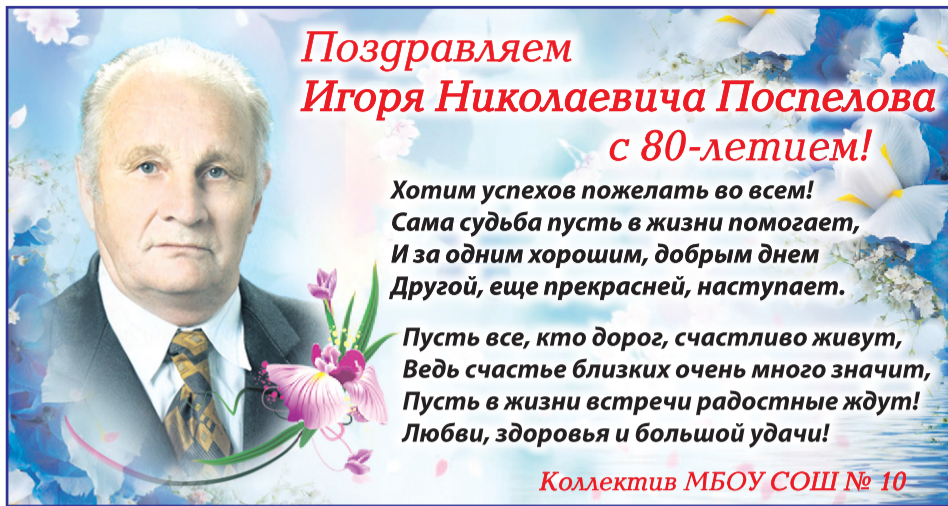 Поздравляем
Игоря Николаевича Поспелова
с 80-летием!
Хотим успехов пожелать во всем!
Сама судьба пусть в жизни помогает,
И за одним хорошим, добрым днем
Другой, еще прекрасней, наступает.
Пусть все, кто дорог, счастливо живут,
Ведь счастье близких очень много значит,
Пусть в жизни встречи радостные ждут!
Любви, здоровья и большой удачи!
Коллектив МБОУ СОШ № 10